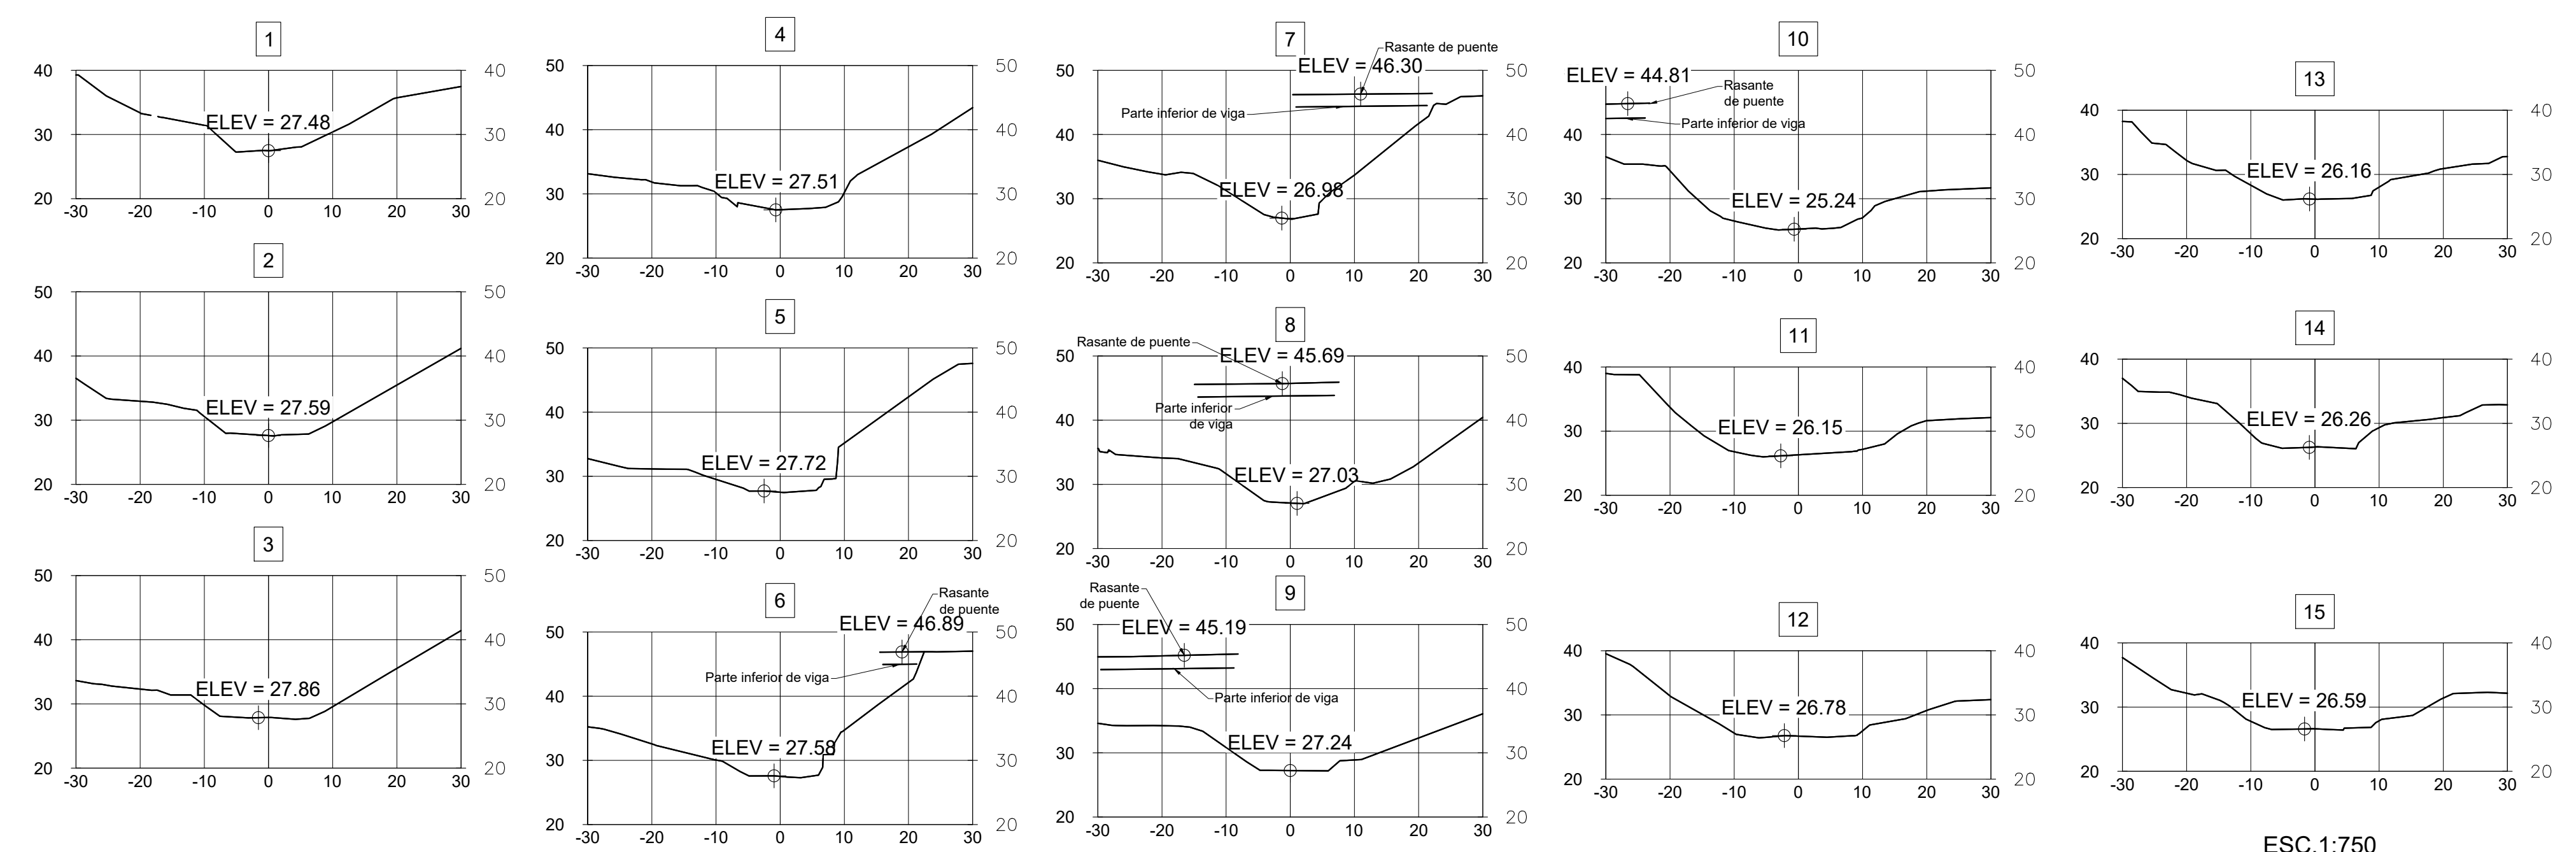 1
40
40
ELEV = 27.48
30
30
20
20
-30 -20 -10 0 10 20 30
2
50
50
40
40
ELEV = 27.59
30
30
20
20
-30 -20 -10 0 10 20 30
3
50
50
40
40
ELEV = 27.86
30
30
20
20
-30 -20 -10 0 10 20 30
4
50
50
40
40
ELEV = 27.51
30
30
20
20
-30 -20 -10 0 10 20 30
5
50
50
40
40
ELEV = 27.72
30
30
20
20
-30 -20 -10 0 10 20 30
6
Rasante
de puente
ELEV = 46.89
50
50
Parte inferior de viga
40
40
ELEV = 27.58
30
30
20
20
-30 -20 -10 0 10 20 30
7
Rasante de puente
ELEV = 46.30
50
50
Parte inferior de viga
40
40
ELEV = 26.98
30
30
20
20
-30 -20 -10 0 10 20 30
8
Rasante de puente
ELEV = 45.69
50
50
Parte inferior
de viga
40
40
ELEV = 27.03
30
30
20
20
-30 -20 -10 0 10 20 30
9
Rasante
de puente
ELEV = 45.19
50
50
Parte inferior de viga
40
40
ELEV = 27.24
30
30
20
20
-30 -20 -10 0 10 20 30
10
ELEV = 44.81
50
Rasante
de puente
Parte inferior de viga
40
40
ELEV = 25.24
30
30
20
20
-30 -20 -10 0 10 20 30
11
40
40
ELEV = 26.15
30
30
20
20
-30 -20 -10 0 10 20 30
12
40
40
ELEV = 26.78
30
30
20
20
-30 -20 -10 0 10 20 30
13
40
40
ELEV = 26.16
30
30
20
20
-30 -20 -10 0 10 20 30
14
40
40
ELEV = 26.26
30
30
20
20
-30 -20 -10 0 10 20 30
15
40
40
ELEV = 26.59
30
30
20
20
-30 -20 -10 0 10 20 30
ESC.1:750